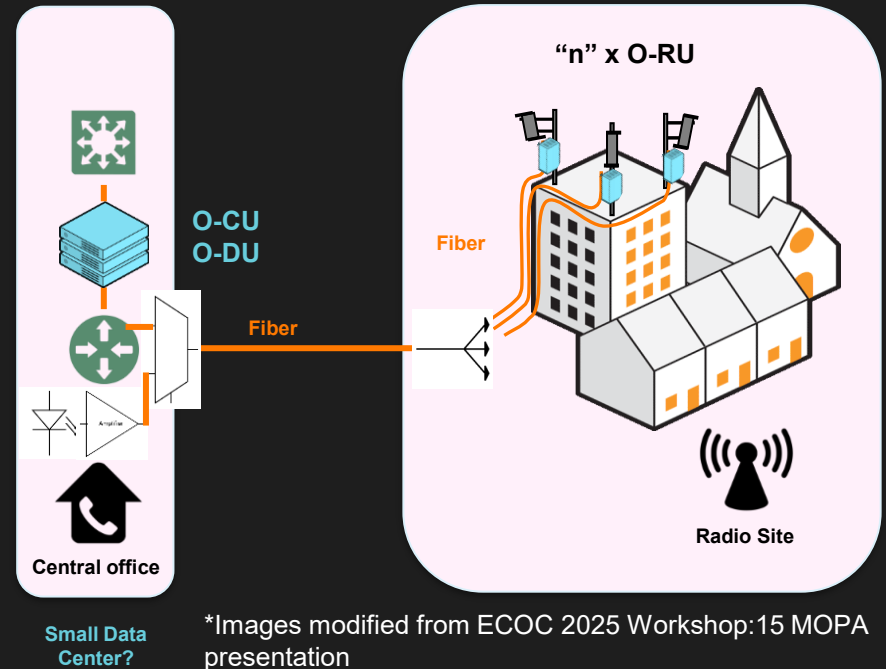 “n” x O-RU
O-CU
O-DU
Fiber
Fiber
Amplifier
Central office
Radio Site
Small Data
Center?
*Images modified from ECOC 2025 Workshop:15 MOPA
presentation